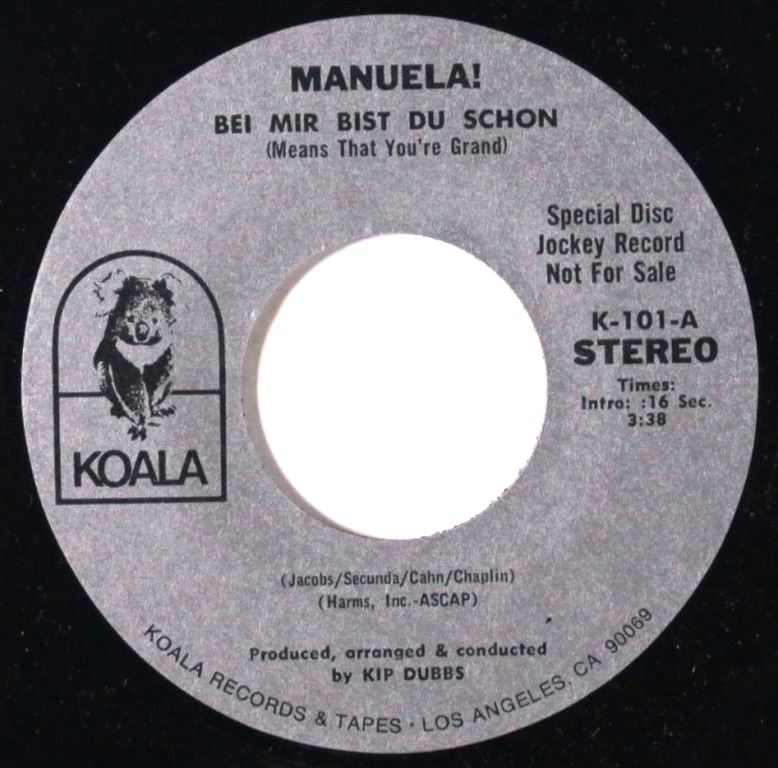 MANUELA!
BEI MIR BIST DU SCHON
(Means That You're Grand)
Special Disc
Jockey Record
Not For Sale
K-101-A
STEREO
Times:
Intro: :16 Sec.
3:38
KOALA
(Jacobs/Secunda/Cahn/Chaplin)
(Harms, Inc.-ASCAP)
Produced, arranged & conducted
by KIP DUBBS
KOALA RECORDS & TAPES · LOS ANGELES, CA 90069